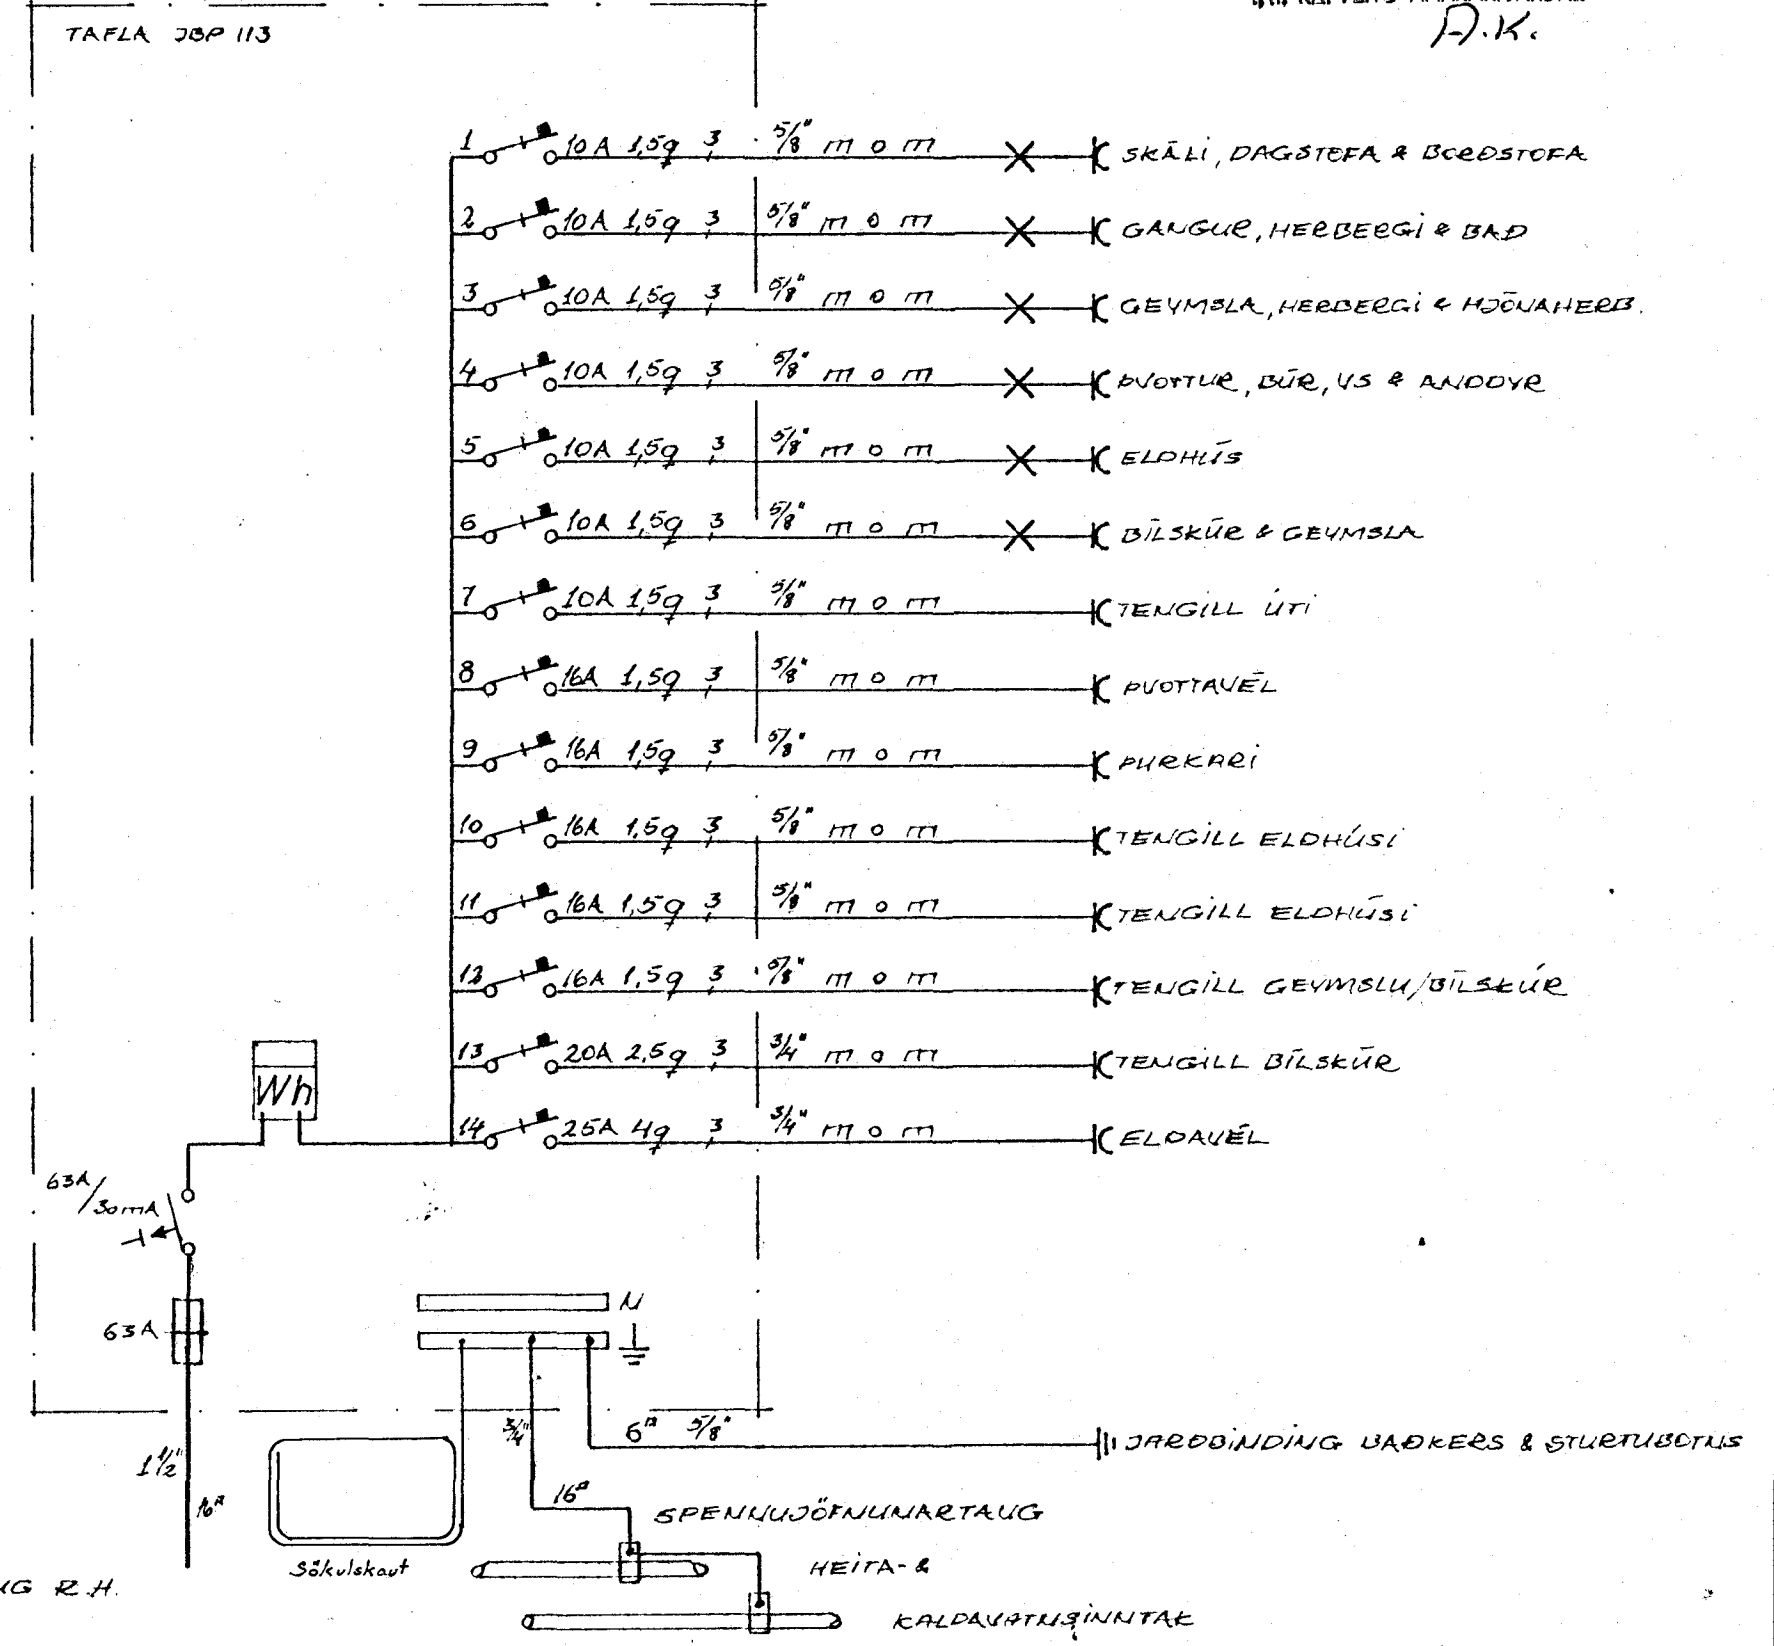 TAFLA JBP 113
A.K.
1 10A 1,5q 3 5/8" m o m SKÁLI, DAGSTOFA & BORÐSTOFA
2 10A 1,5q 3 5/8" m o m GANGUR, HERBERGI & BAÐ
3 10A 1,5q 3 5/8" m o m GEYMSLA, HERBERGI & HJÓNAHERB.
4 10A 1,5q 3 5/8" m o m ÞVOTTUR, BÚR, VS & ANDDYR
5 10A 1,5q 3 5/8" m o m ELDHÚS
6 10A 1,5q 3 5/8" m o m BÍLSKÚR & GEYMSLA
7 10A 1,5q 3 5/8" m o m TENGILL ÚTI
8 16A 1,5q 3 5/8" m o m ÞVOTTAVÉL
9 16A 1,5q 3 5/8" m o m ÞURKARI
10 16A 1,5q 3 5/8" m o m TENGILL ELDHÚSI
11 16A 1,5q 3 5/8" m o m TENGILL ELDHÚSI
12 16A 1,5q 3 5/8" m o m TENGILL GEYMSLU/BÍLSKÚR
13 20A 2,5q 3 3/4" m o m TENGILL BÍLSKÚR
Wh
14 25A 4q 3 3/4" m o m ELDAVÉL
63A/30mA
N
63A
3/4" 6▫ 5/8" JARÐBINDING BAÐKERS & STURTUBOTNS
1 1/2"
16▫
16▫ SPENNUJÖFNUNARTAUG
Sökulskaut
HEITA- &
R.H.
KALDAVATNSINNTAK